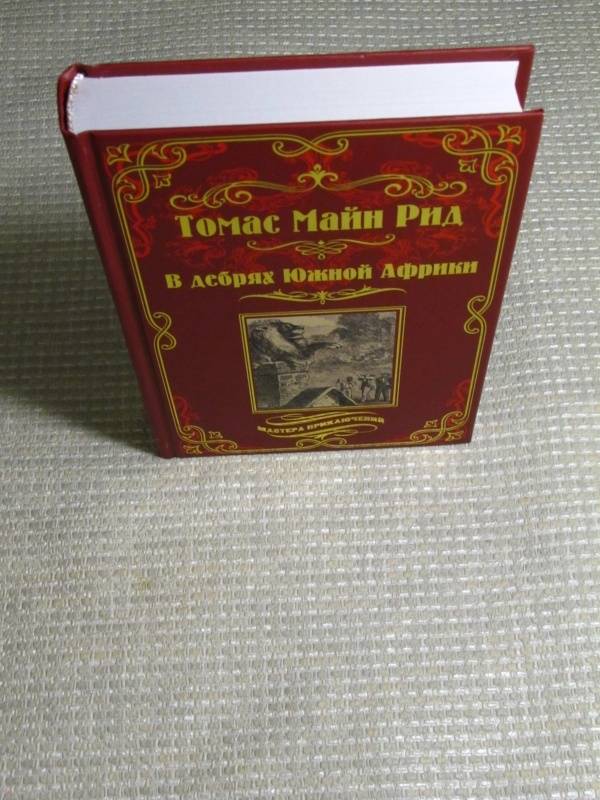 Томас Майн Рид
В дебрях Южной Африки
МАСТЕРА ПРИКЛЮЧЕНИЙ